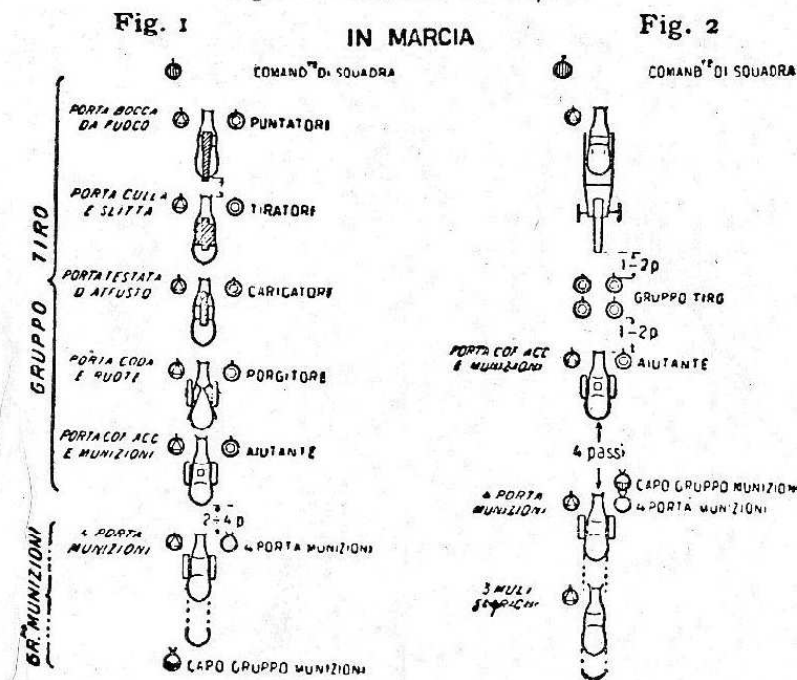 Fig. 1
IN MARCIA
Fig. 2
COMAND TE DI SQUADRA
PORTA BOCCA
DA FUOCO
PUNTATORE
PORTA CULLA
E SLITTA
TIRATORE
PORTA TESTATA
D'AFFUSTO
CARICATORE
PORTA CODA
E RUOTE
PORGITORE
PORTA COF ACC
E MUNIZIONI
AIUTANTE
GRUPPO TIRO
2÷4 p
4 PORTA
MUNIZIONI
4 PORTA MUNIZIONI
GR. MUNIZIONI
CAPO GRUPPO MUNIZIONI
COMAND TE DI SQUADRA
1-2p
GRUPPO TIRO
1-2p
PORTA COF ACC
E MUNIZIONI
AIUTANTE
4 passi
CAPO GRUPPO MUNIZIONI
4 PORTA
MUNIZIONI
4 PORTA MUNIZIONI
3 MULI